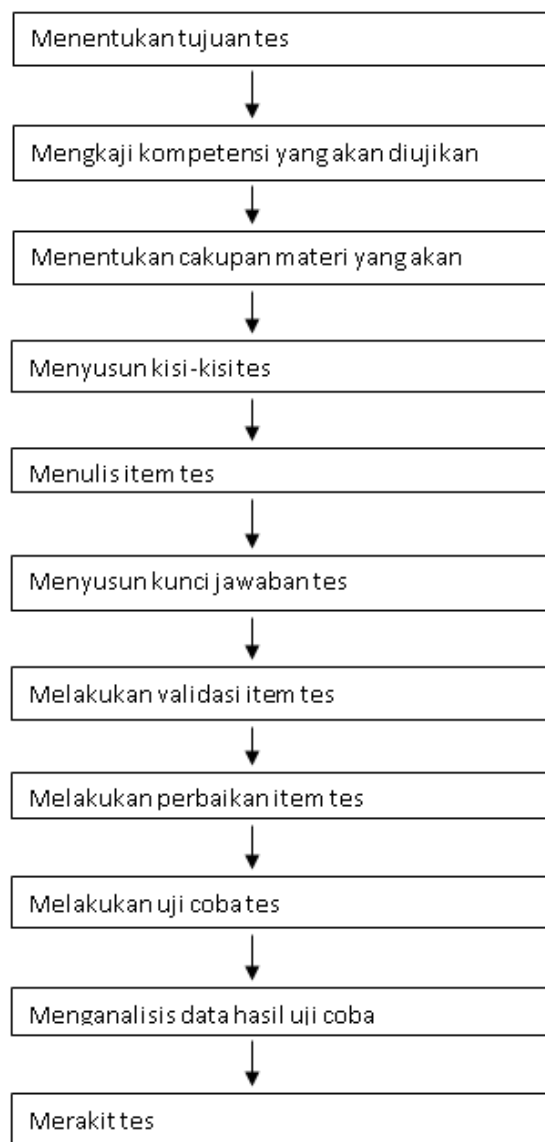 Menentukan tujuan tes
Mengkaji kompetensi yang akan diujikan
Menentukan cakupan materi yang akan
Menyusun kisi-kisi tes
Menulis item tes
Menyusun kunci jawaban tes
Melakukan validasi item tes
Melakukan perbaikan item tes
Melakukan uji coba tes
Menganalisis data hasil uji coba
Merakit tes